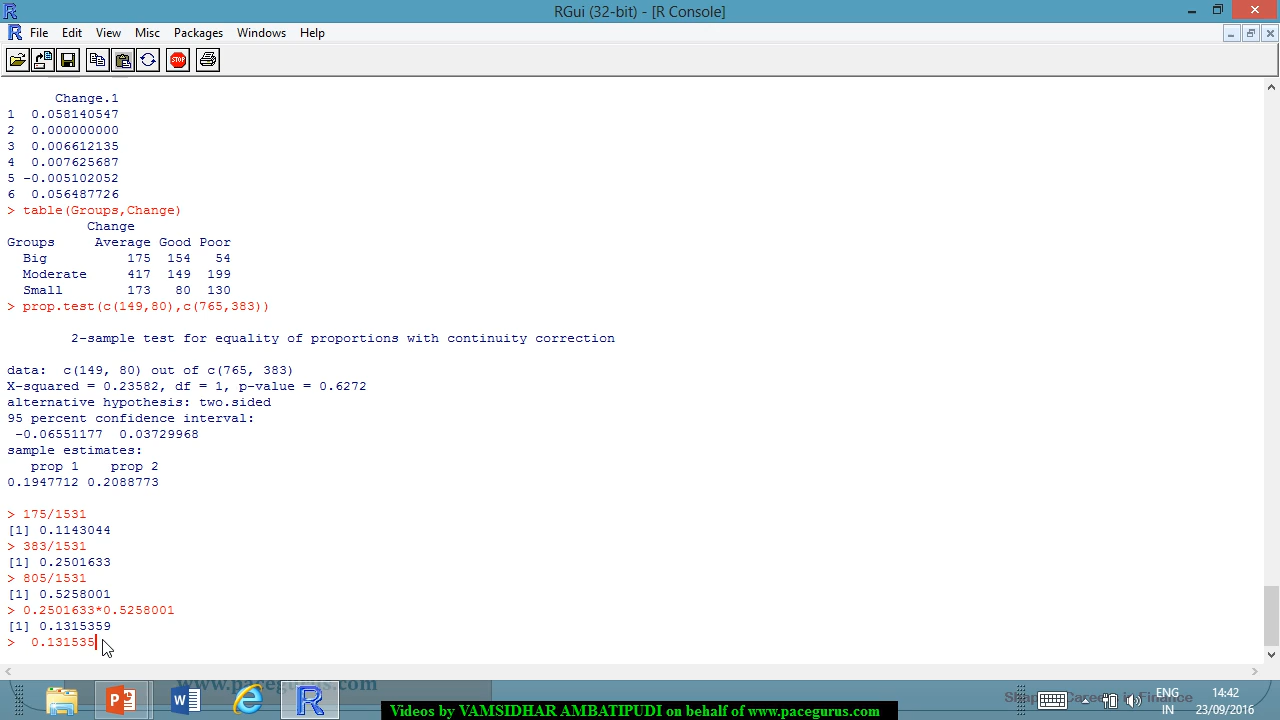 RGui (32-bit) - [R Console]
File Edit View Misc Packages Windows Help
STOP
Change.1
1 0.058140547
2 0.000000000
3 0.006612135
4 0.007625687
5 -0.005102052
6 0.056487726
> table(Groups,Change)
Change
Groups Average Good Poor
Big 175 154 54
Moderate 417 149 199
Small 173 80 130
> prop.test(c(149,80),c(765,383))
2-sample test for equality of proportions with continuity correction
data: c(149, 80) out of c(765, 383)
X-squared = 0.23582, df = 1, p-value = 0.6272
alternative hypothesis: two.sided
95 percent confidence interval:
-0.06551177 0.03729968
sample estimates:
prop 1 prop 2
0.1947712 0.2088773
> 175/1531
[1] 0.1143044
> 383/1531
[1] 0.2501633
> 805/1531
[1] 0.5258001
> 0.2501633*0.5258001
[1] 0.1315359
> 0.131535
www.pacegurus.com
ENG 14:42
IN 23/09/2016
Videos by VAMSIDHAR AMBATIPUDI on behalf of www.pacegurus.com